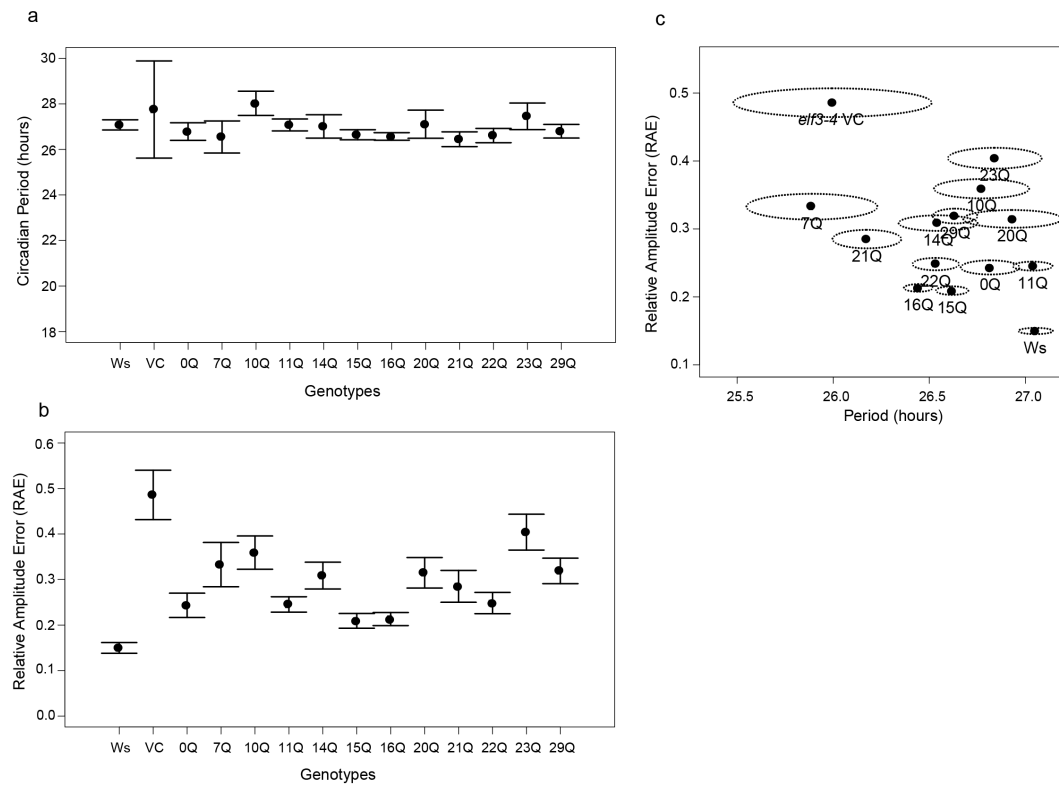 a
30
28
26
24
22
20
18
Circadian Period (hours)
Ws VC 0Q 7Q 10Q 11Q 14Q 15Q 16Q 20Q 21Q 22Q 23Q 29Q
Genotypes
b
0.6
0.5
0.4
0.3
0.2
0.1
0.0
Relative Amplitude Error (RAE)
Ws VC 0Q 7Q 10Q 11Q 14Q 15Q 16Q 20Q 21Q 22Q 23Q 29Q
Genotypes
c
0.5
0.4
0.3
0.2
0.1
Relative Amplitude Error (RAE)
elf3-4 VC
23Q
10Q
7Q
14Q
29Q
20Q
21Q
22Q
0Q
11Q
16Q
15Q
Ws
25.5 26.0 26.5 27.0
Period (hours)